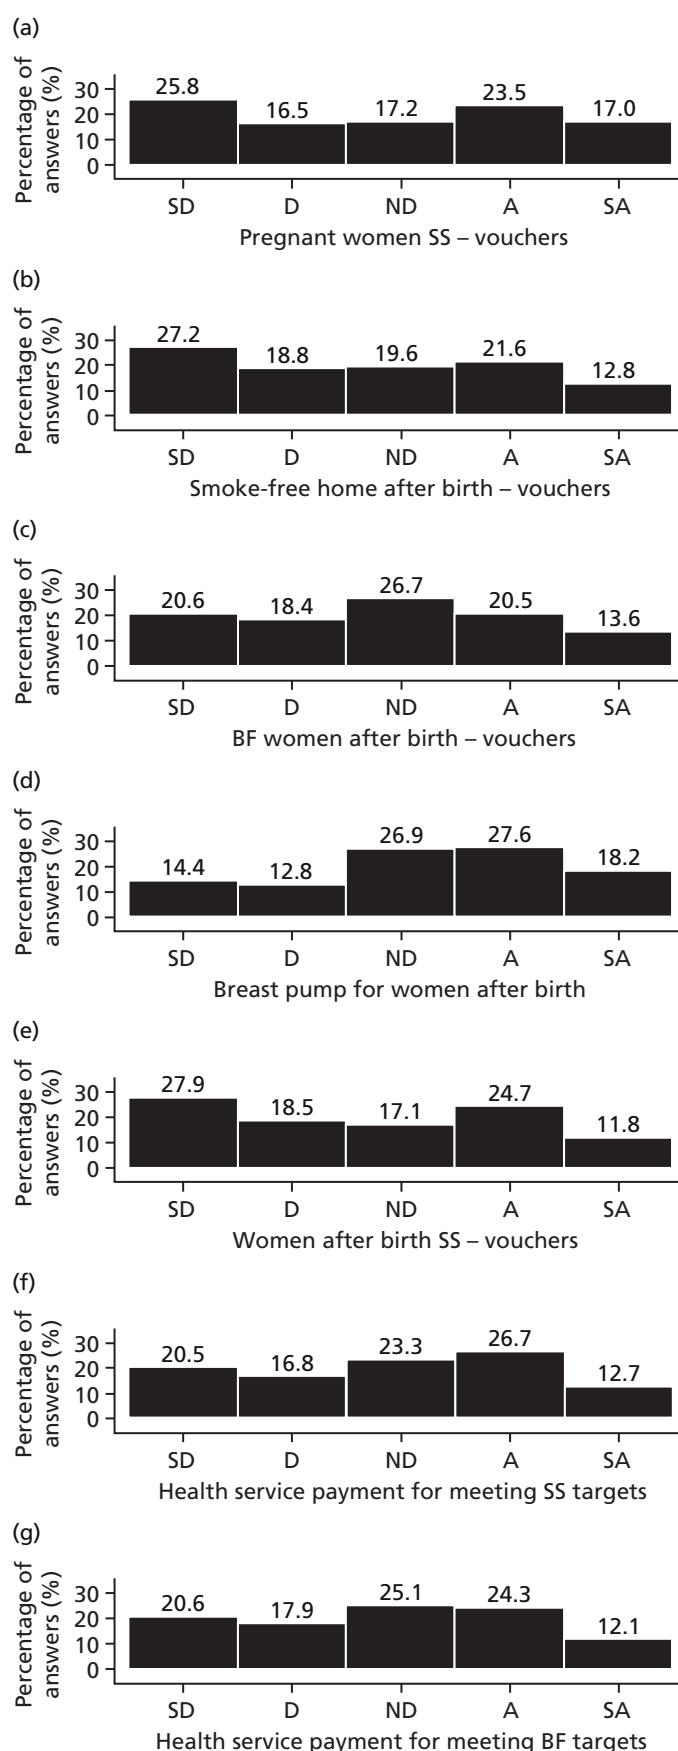 (a)
Percentage of
answers (%)
30
20
10
0
25.8
16.5
17.2
23.5
17.0
SD
D
ND
A
SA
Pregnant women SS – vouchers
(b)
Percentage of
answers (%)
30
20
10
0
27.2
18.8
19.6
21.6
12.8
SD
D
ND
A
SA
Smoke-free home after birth – vouchers
(c)
Percentage of
answers (%)
30
20
10
0
20.6
18.4
26.7
20.5
13.6
SD
D
ND
A
SA
BF women after birth – vouchers
(d)
Percentage of
answers (%)
30
20
10
0
14.4
12.8
26.9
27.6
18.2
SD
D
ND
A
SA
Breast pump for women after birth
(e)
Percentage of
answers (%)
30
20
10
0
27.9
18.5
17.1
24.7
11.8
SD
D
ND
A
SA
Women after birth SS – vouchers
(f)
Percentage of
answers (%)
30
20
10
0
20.5
16.8
23.3
26.7
12.7
SD
D
ND
A
SA
Health service payment for meeting SS targets
(g)
Percentage of
answers (%)
30
20
10
0
20.6
17.9
25.1
24.3
12.1
SD
D
ND
A
SA
Health service payment for meeting BF targets